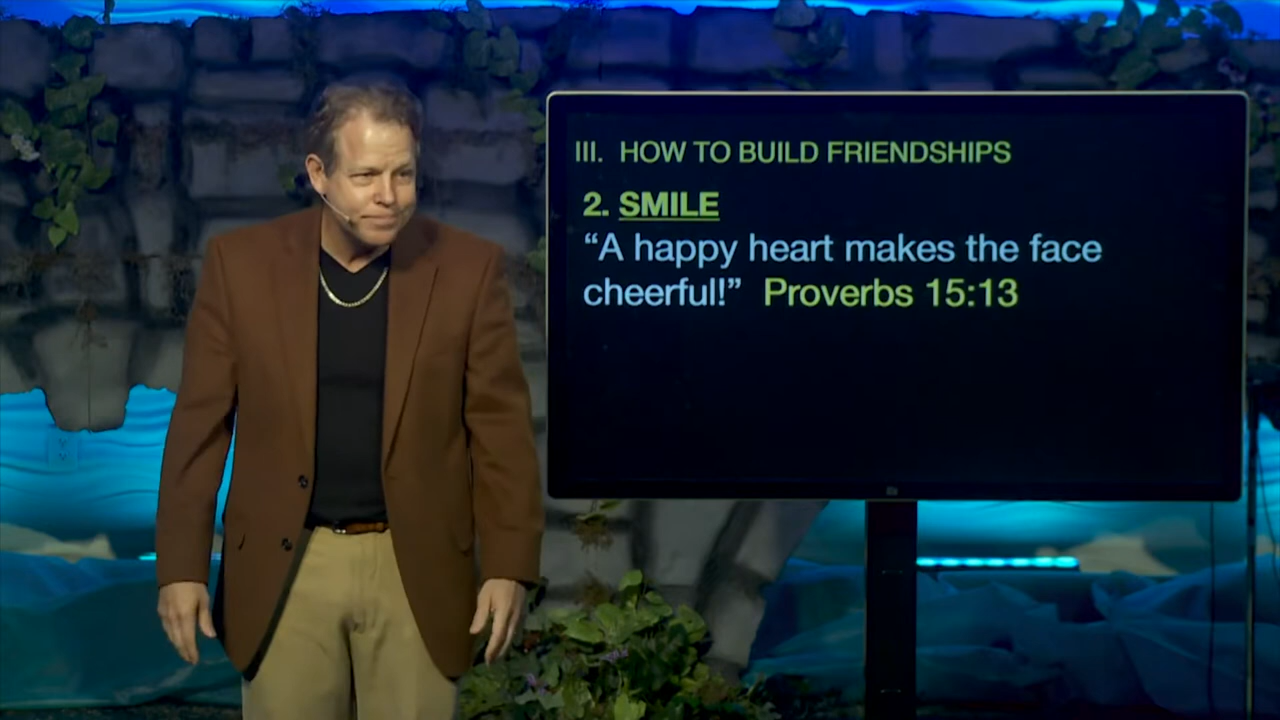 III. HOW TO BUILD FRIENDSHIPS
2. SMILE
“A happy heart makes the face
cheerful!” Proverbs 15:13